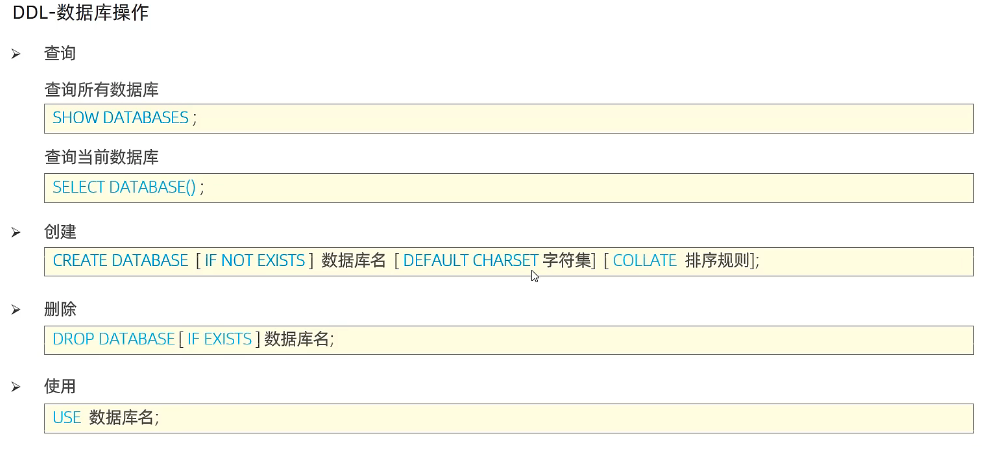 DDL-数据库操作
查询
查询所有数据库
SHOW DATABASES ;
查询当前数据库
SELECT DATABASE() ;
创建
CREATE DATABASE [ IF NOT EXISTS ] 数据库名 [ DEFAULT CHARSET 字符集] [ COLLATE 排序规则];
删除
DROP DATABASE [ IF EXISTS ] 数据库名;
使用
USE 数据库名;